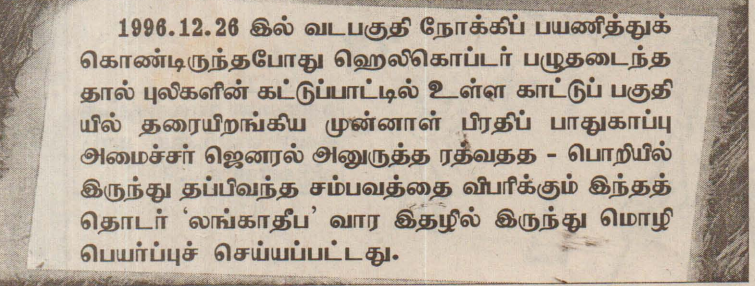 1996.12.26 இல் வடபகுதி நோக்கிப் பயணித்துக்
கொண்டிருந்தபோது ஹெலிகொப்டர் பழுதடைந்த
தால் புலிகளின் கட்டுப்பாட்டில் உள்ள காட்டுப் பகுதி
யில் தரையிறங்கிய முன்னாள் பிரதிப் பாதுகாப்பு
அமைச்சர் ஜெனரல் அனுருத்த ரத்வதத - பொறியில்
இருந்து தப்பிவந்த சம்பவத்தை விபரிக்கும் இந்தத்
தொடர் 'லங்காதீப' வார இதழில் இருந்து மொழி
பெயர்ப்புச் செய்யப்பட்டது.